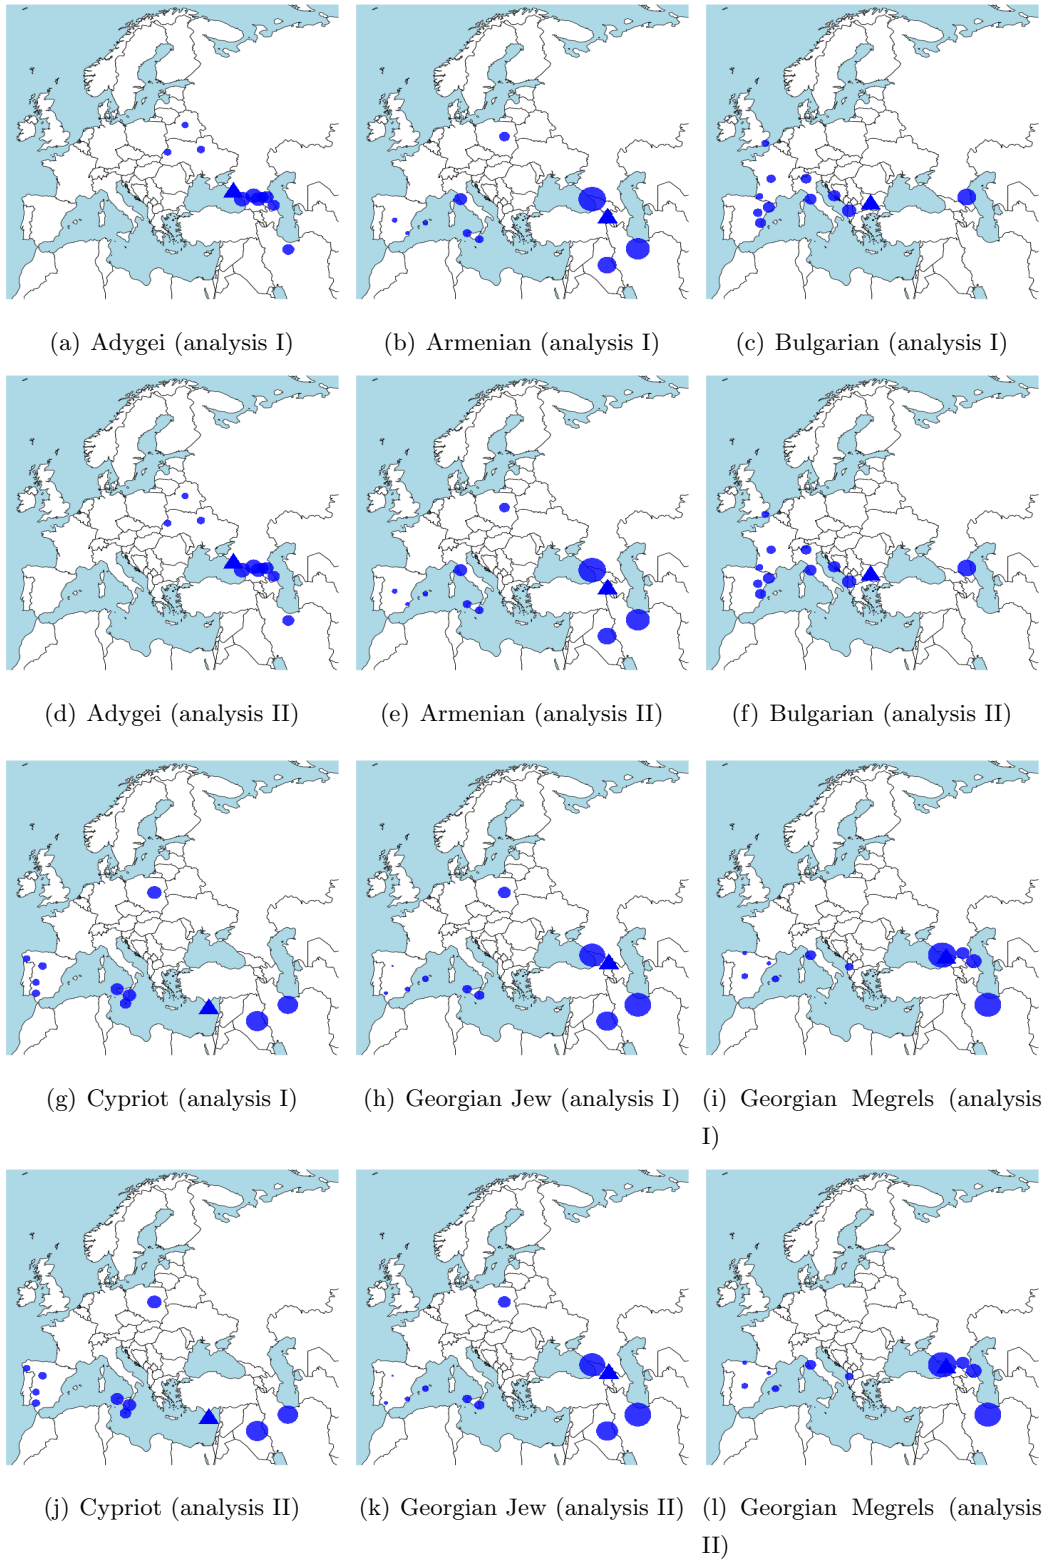 (a) Adygei (analysis I)
(b) Armenian (analysis I)
(c) Bulgarian (analysis I)
(d) Adygei (analysis II)
(e) Armenian (analysis II)
(f) Bulgarian (analysis II)
(g) Cypriot (analysis I)
(h) Georgian Jew (analysis I)
(i) Georgian Megrels (analysis
I)
(j) Cypriot (analysis II)
(k) Georgian Jew (analysis II)
(l) Georgian Megrels (analysis
II)